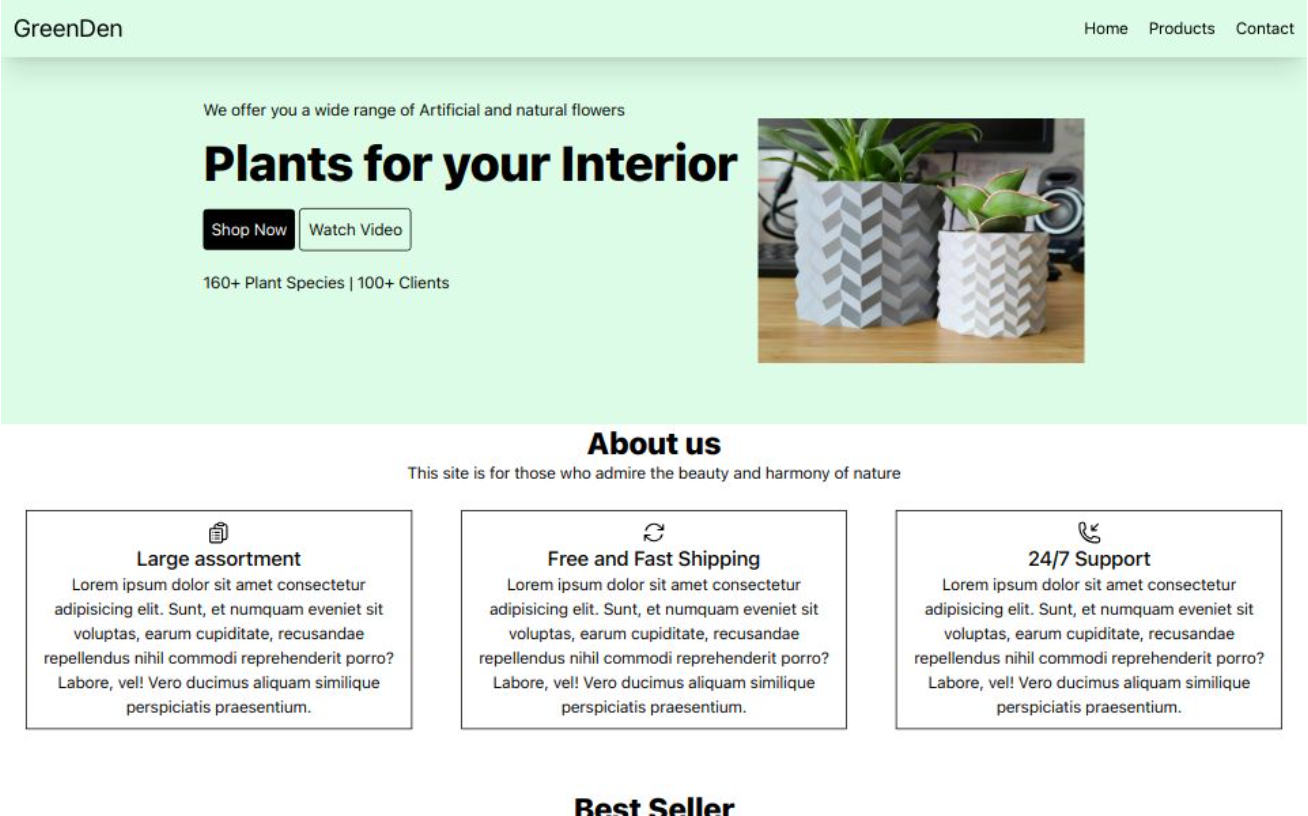 GreenDen
Home Products Contact
We offer you a wide range of Artificial and natural flowers
Plants for your Interior
Shop Now Watch Video
160+ Plant Species | 100+ Clients
About us
This site is for those who admire the beauty and harmony of nature
Large assortment
Lorem ipsum dolor sit amet consectetur
adipisicing elit. Sunt, et numquam eveniet sit
voluptas, earum cupiditate, recusandae
repellendus nihil commodi reprehenderit porro?
Labore, vel! Vero ducimus aliquam similique
perspiciatis praesentium.
Free and Fast Shipping
Lorem ipsum dolor sit amet consectetur
adipisicing elit. Sunt, et numquam eveniet sit
voluptas, earum cupiditate, recusandae
repellendus nihil commodi reprehenderit porro?
Labore, vel! Vero ducimus aliquam similique
perspiciatis praesentium.
24/7 Support
Lorem ipsum dolor sit amet consectetur
adipisicing elit. Sunt, et numquam eveniet sit
voluptas, earum cupiditate, recusandae
repellendus nihil commodi reprehenderit porro?
Labore, vel! Vero ducimus aliquam similique
perspiciatis praesentium.
Best Seller